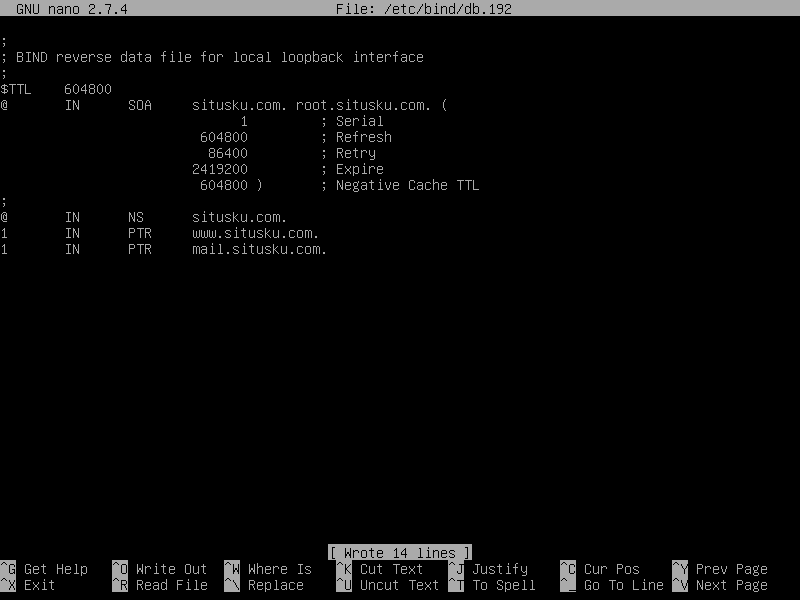 GNU nano 2.7.4 File: /etc/bind/db.192
;
; BIND reverse data file for local loopback interface
;
$TTL 604800
@ IN SOA situsku.com. root.situsku.com. (
1 ; Serial
604800 ; Refresh
86400 ; Retry
2419200 ; Expire
604800 ) ; Negative Cache TTL
;
@ IN NS situsku.com.
1 IN PTR www.situsku.com.
1 IN PTR mail.situsku.com.
[ Wrote 14 lines ]
^G Get Help ^O Write Out ^W Where Is ^K Cut Text ^J Justify ^C Cur Pos ^Y Prev Page
^X Exit ^R Read File ^\ Replace ^U Uncut Text ^T To Spell ^_ Go To Line ^V Next Page